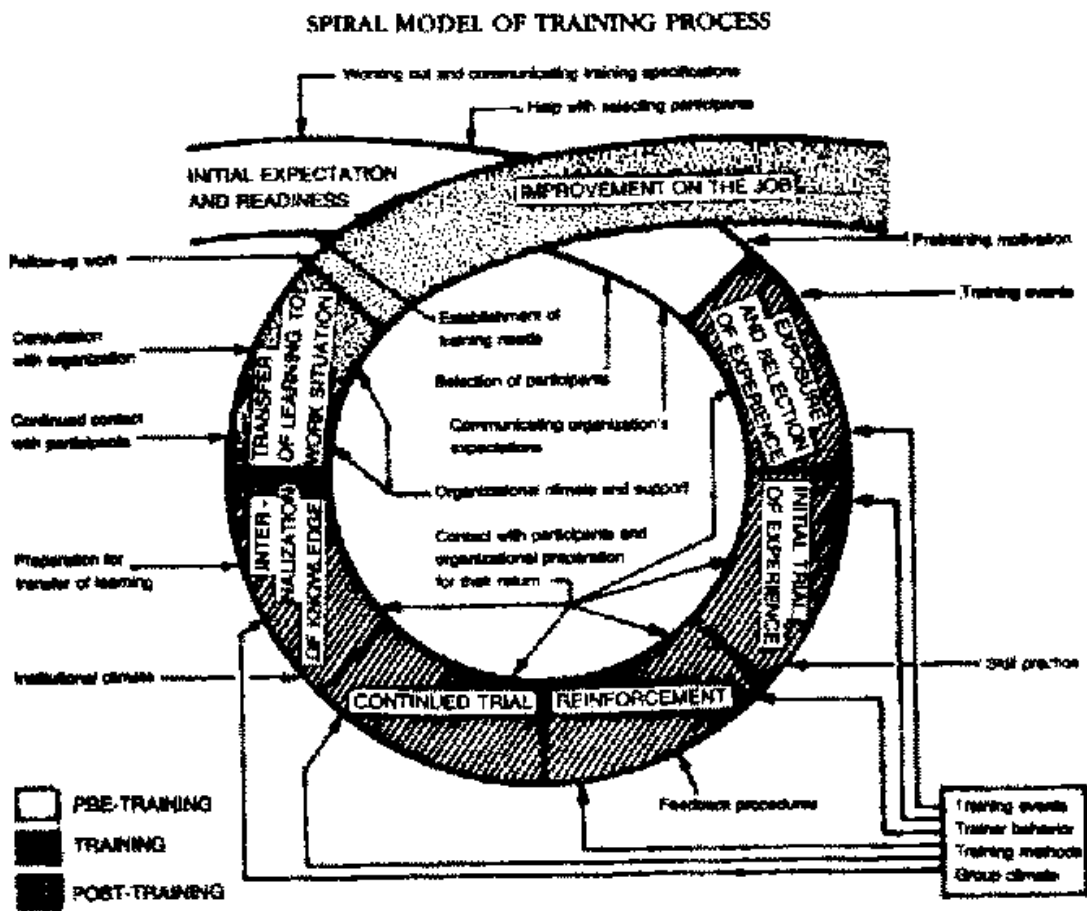 SPIRAL MODEL OF TRAINING PROCESS
Working out and communicating training specifications
Help with selecting participants
INITIAL EXPECTATION
AND READINESS
IMPROVEMENT ON THE JOB
Pretraining motivation
Follow-up work
Training events
Establishment of
training needs
Consultation
with organization
TRANSFER
OF LEARNING TO
WORK SITUATION
EXPOSURE
AND RELECTION
OF EXPERIENCE
Selection of participants
Continued contact
with participants
Communicating organization's
expectations
Organizational climate and support
INTER -
NALIZATION
OF KNOWLEDGE
INITIAL TRIAL
OF EXPERIENCE
Contact with participants and
organizational preparation
for their return
Preparation for
transfer of learning
Institutional climate
Skill practice
CONTINUED TRIAL
REINFORCEMENT
Feedback procedures
PRE-TRAINING
TRAINING
POST-TRAINING
Training events
Trainer behavior
Training methods
Group climate